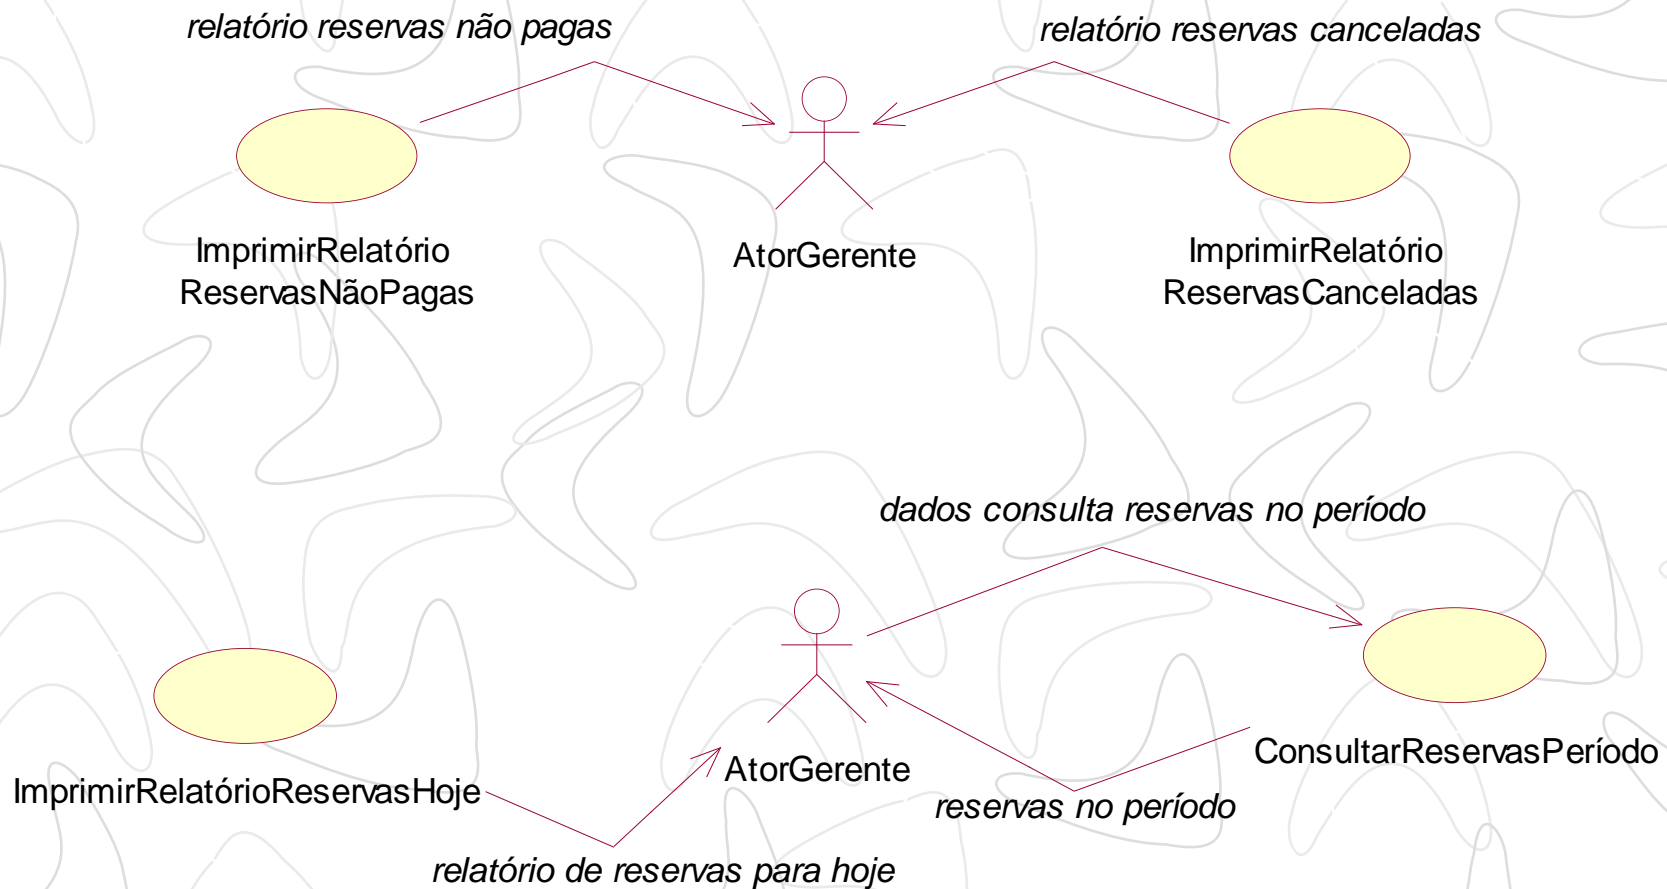 relatório reservas não pagas
relatório reservas canceladas
ImprimirRelatório
ReservasNãoPagas
AtorGerente
ImprimirRelatório
ReservasCanceladas
dados consulta reservas no período
ImprimirRelatórioReservasHoje
AtorGerente
ConsultarReservasPeríodo
reservas no período
relatório de reservas para hoje